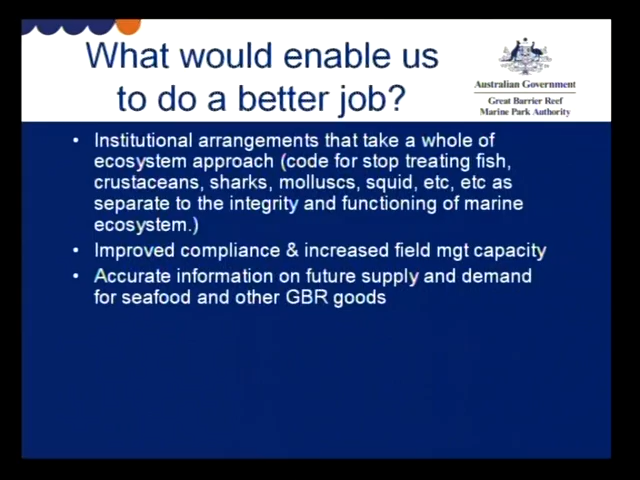 What would enable us
to do a better job?
Australian Government
Great Barrier Reef
Marine Park Authority
• Institutional arrangements that take a whole of
ecosystem approach (code for stop treating fish,
crustaceans, sharks, molluscs, squid, etc, etc as
separate to the integrity and functioning of marine
ecosystem.)
• Improved compliance & increased field mgt capacity
• Accurate information on future supply and demand
for seafood and other GBR goods